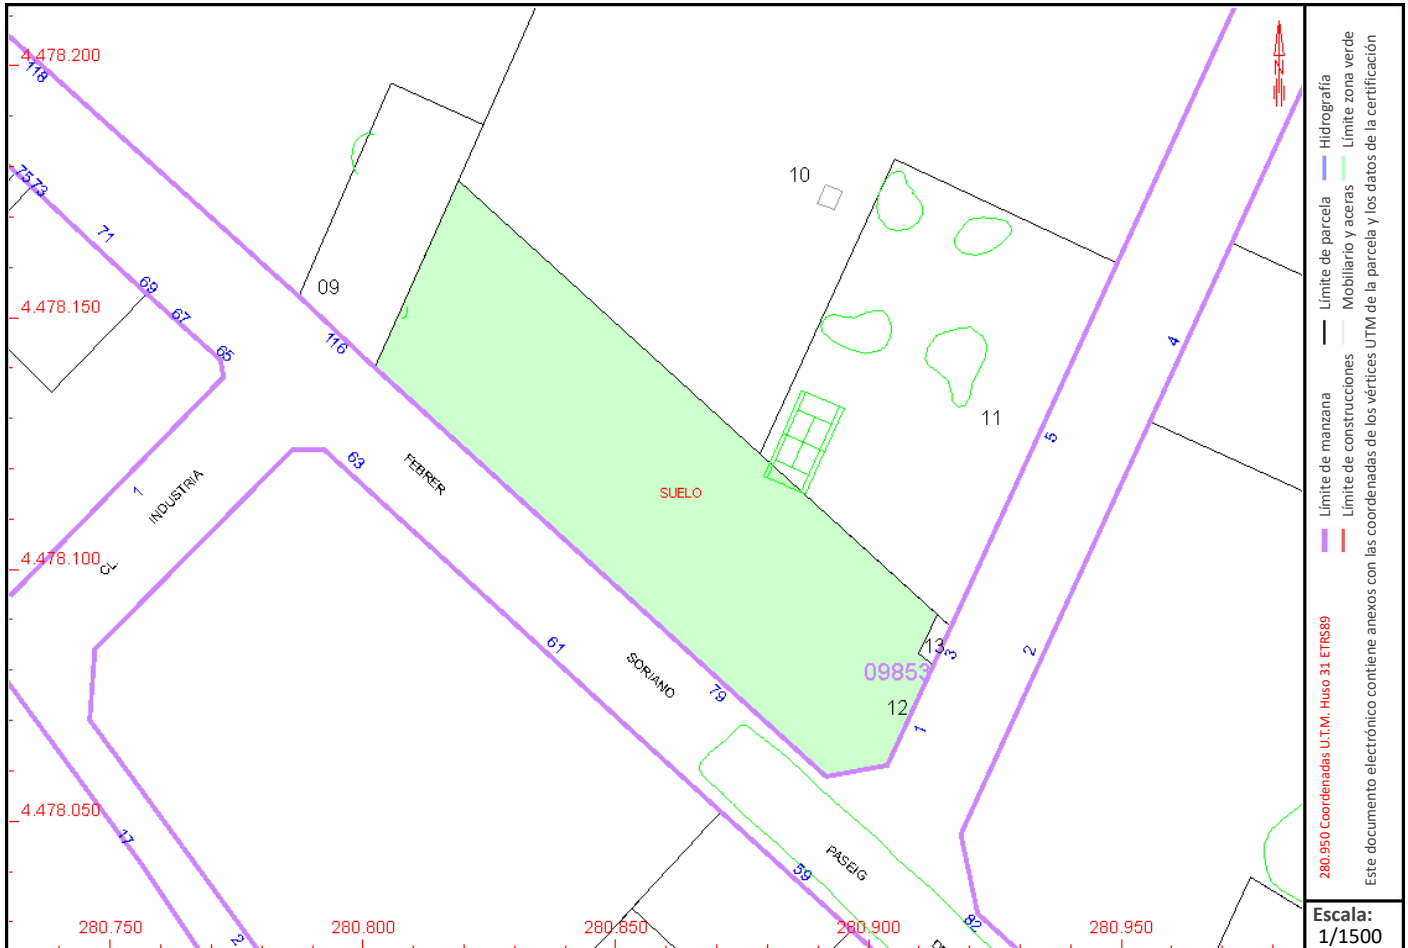 4.478.200
118
7573
71
69
67
65
4.478.150
09
116
10
11
5
4
1
INDUSTRIA
CL
63
FEBRER
SUELO
4.478.100
61
SORIANO
79
13
3
09853
12
1
2
4.478.050
17
59
PASEIG
82
2
280.750
280.800
280.850
280.900
280.950
N
280.950 Coordenadas U.T.M. Huso 31 ETRS89
Límite de manzana
Límite de parcela
Hidrografía
Límite de construcciones
Mobiliario y aceras
Límite zona verde
Este documento electrónico contiene anexos con las coordenadas de los vértices UTM de la parcela y los datos de la certificación
Escala:
1/1500